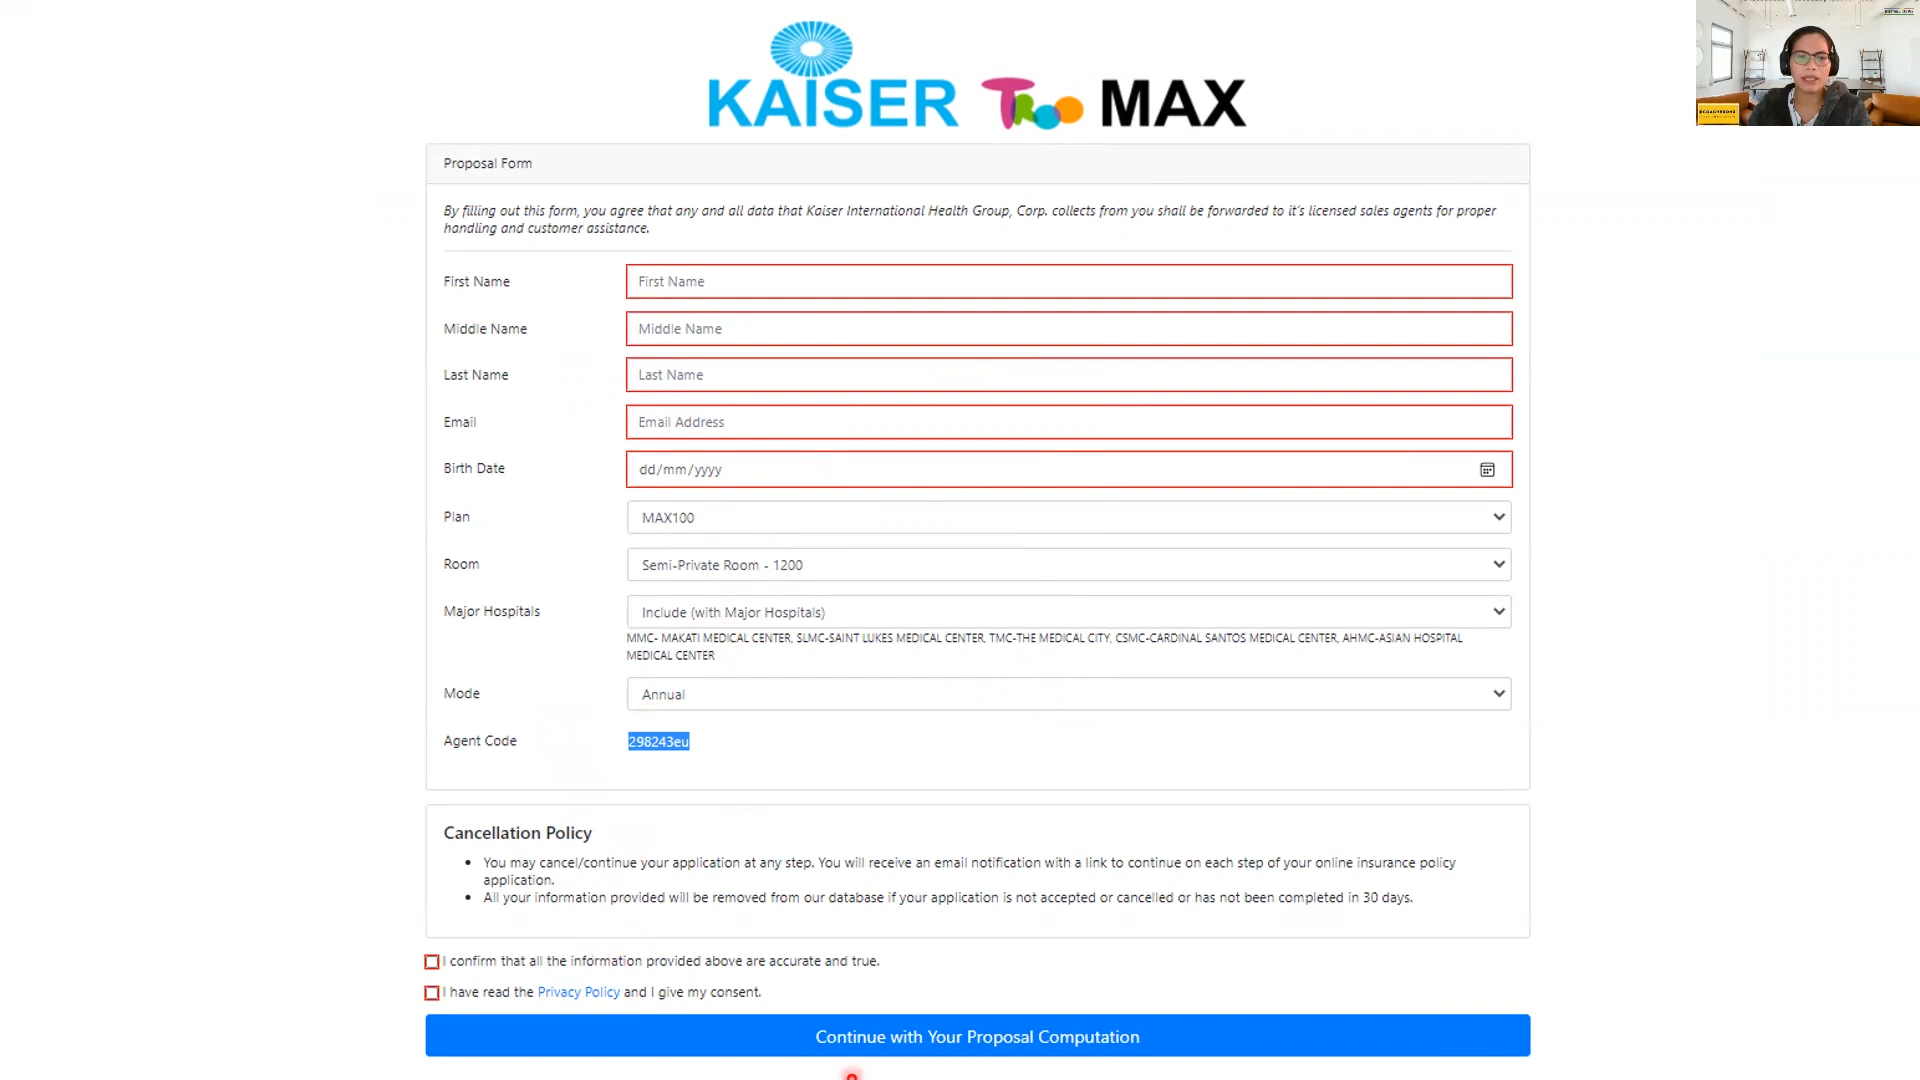 KAISER Troo MAX
Proposal Form
By filling out this form, you agree that any and all data that Kaiser International Health Group, Corp. collects from you shall be forwarded to it's licensed sales agents for proper
handling and customer assistance.
First Name
First Name
Middle Name
Middle Name
Last Name
Last Name
Email
Email Address
Birth Date
dd/mm/yyyy
Plan
MAX100
Room
Semi-Private Room - 1200
Major Hospitals
Include (with Major Hospitals)
MMC- MAKATI MEDICAL CENTER, SLMC-SAINT LUKES MEDICAL CENTER, TMC-THE MEDICAL CITY, CSMC-CARDINAL SANTOS MEDICAL CENTER, AHMC-ASIAN HOSPITAL
MEDICAL CENTER
Mode
Annual
Agent Code
298243eu
Cancellation Policy
• You may cancel/continue your application at any step. You will receive an email notification with a link to continue on each step of your online insurance policy
application.
• All your information provided will be removed from our database if your application is not accepted or cancelled or has not been completed in 30 days.
I confirm that all the information provided above are accurate and true.
I have read the Privacy Policy and I give my consent.
Continue with Your Proposal Computation